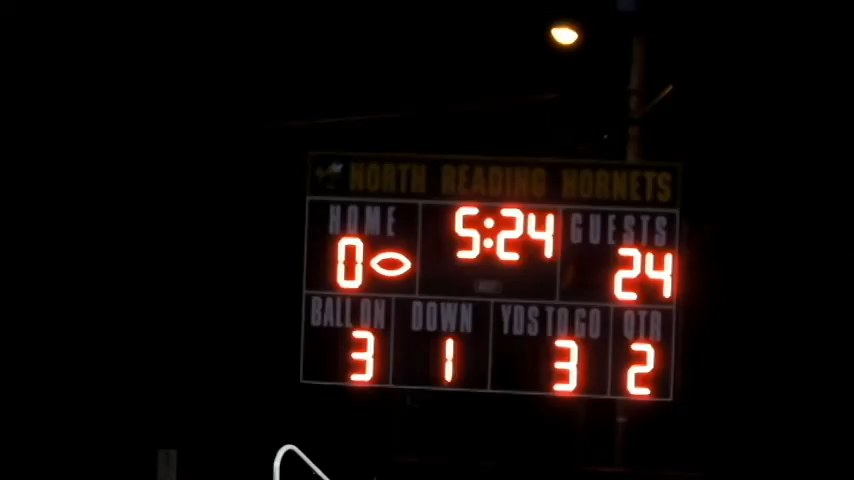 NORTH READING HORNETS
HOME 5:24 GUESTS
0 24
BALL ON DOWN YDS TO GO QTR
3 1 3 2